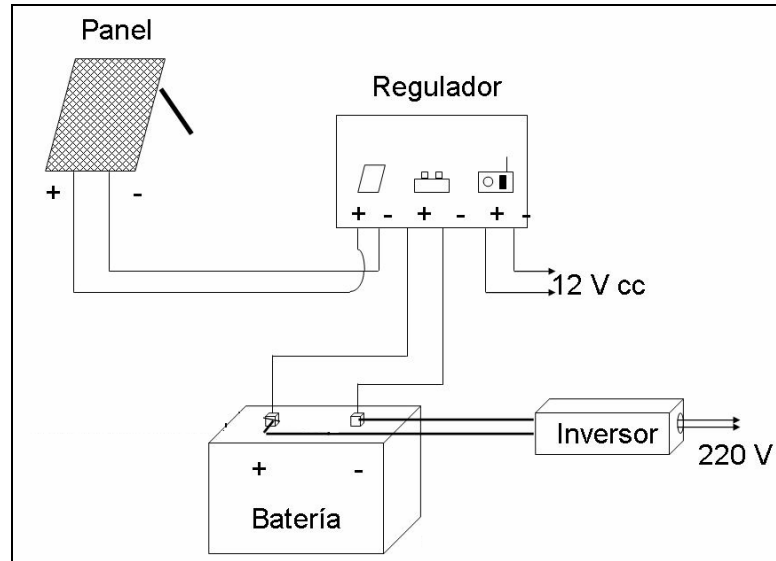 Panel
Regulador
+ -
+ - + - + -
12 V cc
Inversor
220 V
+ -
Batería